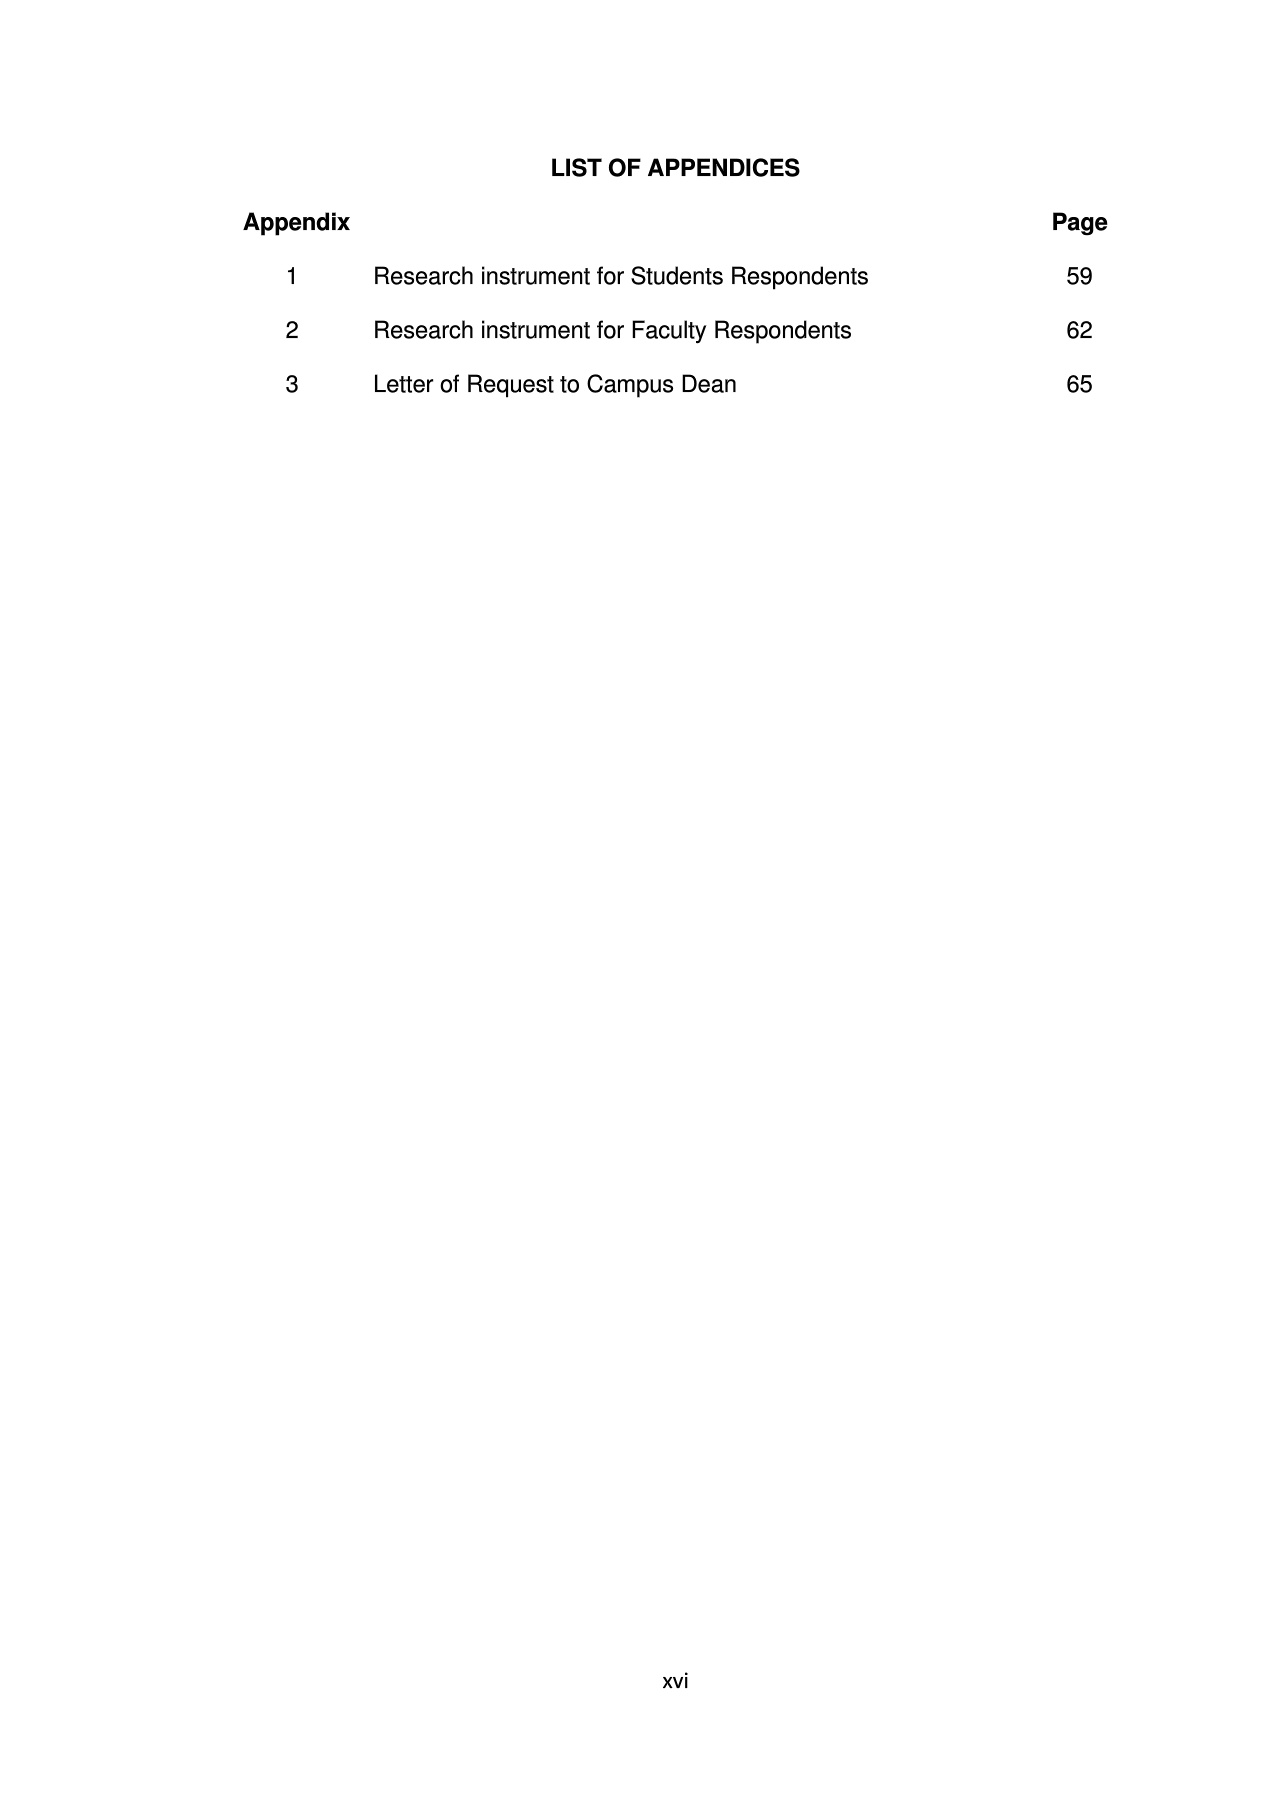 LIST OF APPENDICES
Appendix Page
1 Research instrument for Students Respondents 59
2 Research instrument for Faculty Respondents 62
3 Letter of Request to Campus Dean 65
xvi